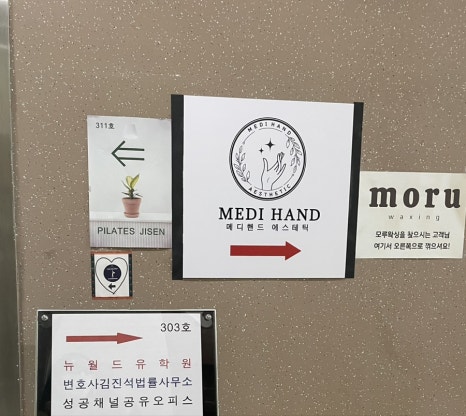 311호
PILATES JISEN
MEDI HAND
AESTHETIC
MEDI HAND
메디핸드 에스테틱
moru
waxing
모루왁싱을 찾으시는 고객님
여기서 오른쪽으로 꺾으셔요!
303호
뉴월드유학원
변호사김진석법률사무소
성공채널공유오피스